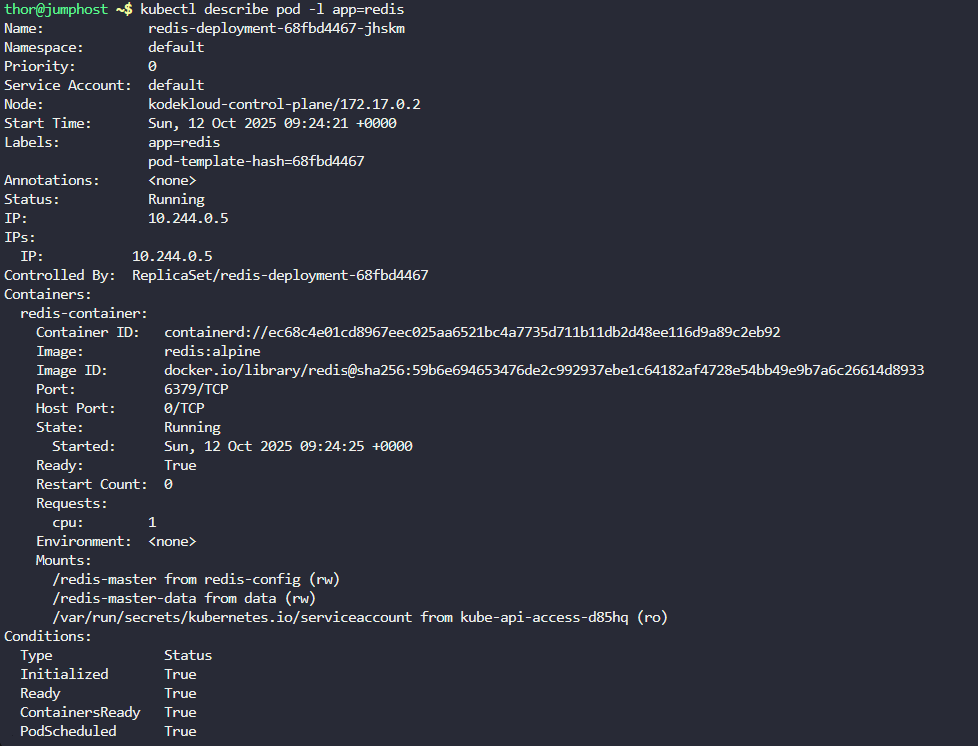 thor@jumphost ~$ kubectl describe pod -l app=redis
Name:             redis-deployment-68fbd4467-jhskm
Namespace:        default
Priority:         0
Service Account:  default
Node:             kodekloud-control-plane/172.17.0.2
Start Time:       Sun, 12 Oct 2025 09:24:21 +0000
Labels:           app=redis
                  pod-template-hash=68fbd4467
Annotations:      <none>
Status:           Running
IP:               10.244.0.5
IPs:
  IP:           10.244.0.5
Controlled By:  ReplicaSet/redis-deployment-68fbd4467
Containers:
  redis-container:
    Container ID:   containerd://ec68c4e01cd8967eec025aa6521bc4a7735d711b11db2d48ee116d9a89c2eb92
    Image:          redis:alpine
    Image ID:       docker.io/library/redis@sha256:59b6e694653476de2c992937ebe1c64182af4728e54bb49e9b7a6c26614d8933
    Port:           6379/TCP
    Host Port:      0/TCP
    State:          Running
      Started:      Sun, 12 Oct 2025 09:24:25 +0000
    Ready:          True
    Restart Count:  0
    Requests:
      cpu:        1
    Environment:  <none>
    Mounts:
      /redis-master from redis-config (rw)
      /redis-master-data from data (rw)
      /var/run/secrets/kubernetes.io/serviceaccount from kube-api-access-d85hq (ro)
Conditions:
  Type              Status
  Initialized       True
  Ready             True
  ContainersReady   True
  PodScheduled      True